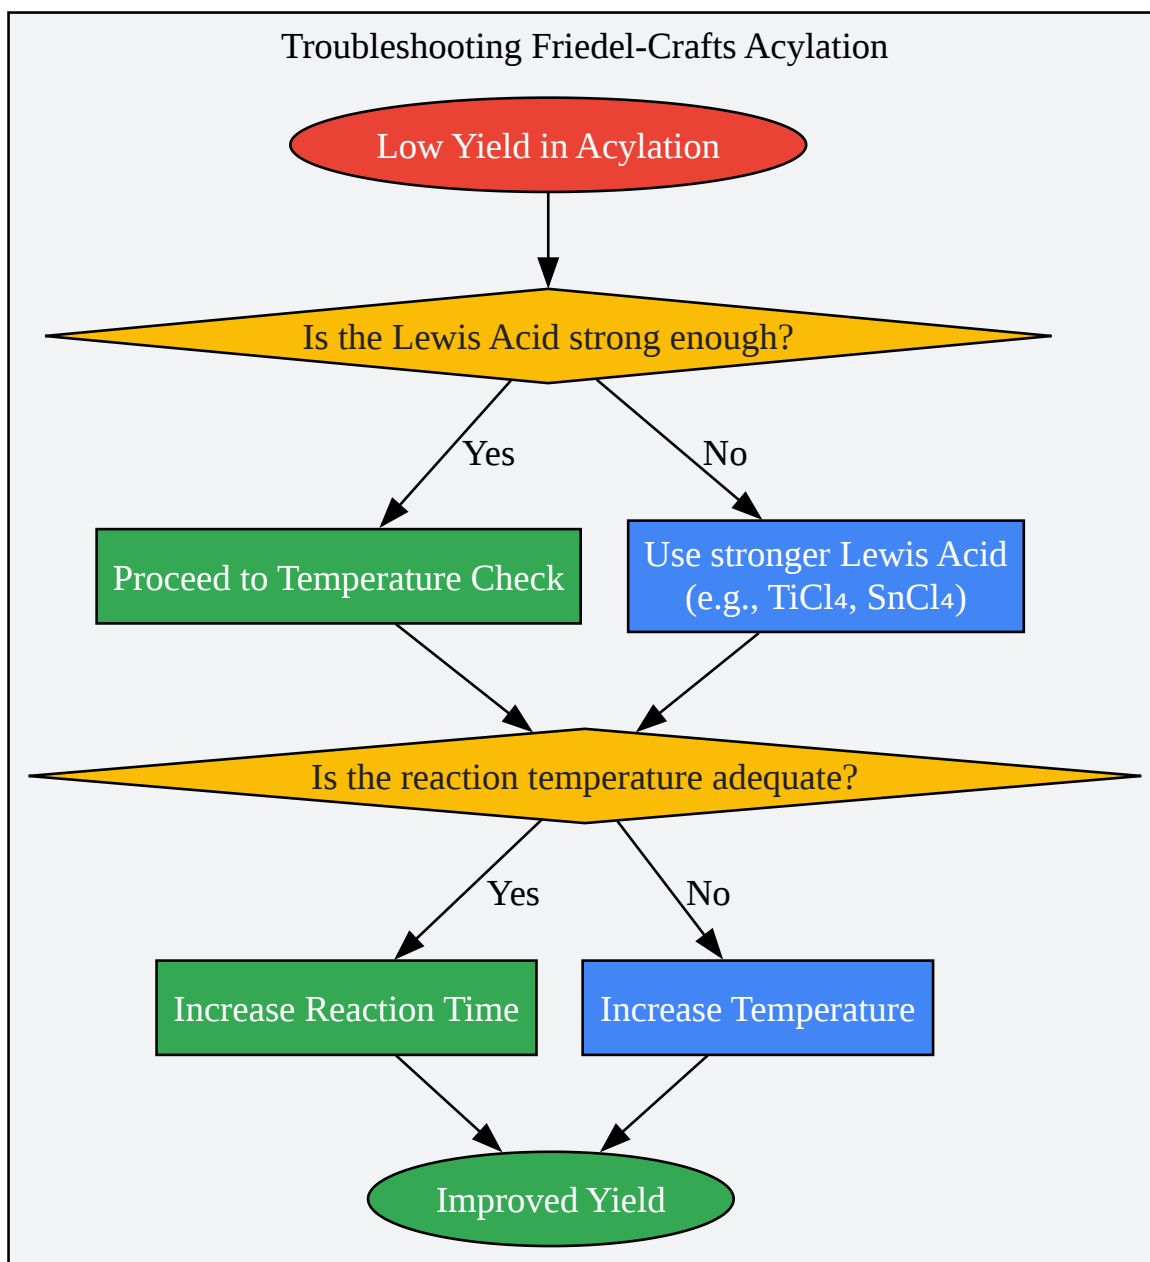 Troubleshooting Friedel-Crafts Acylation
Low Yield in Acylation
Is the Lewis Acid strong enough?
Yes
No
Proceed to Temperature Check
Use stronger Lewis Acid
(e.g., TiCl₄, SnCl₄)
Is the reaction temperature adequate?
Yes
No
Increase Reaction Time
Increase Temperature
Improved Yield